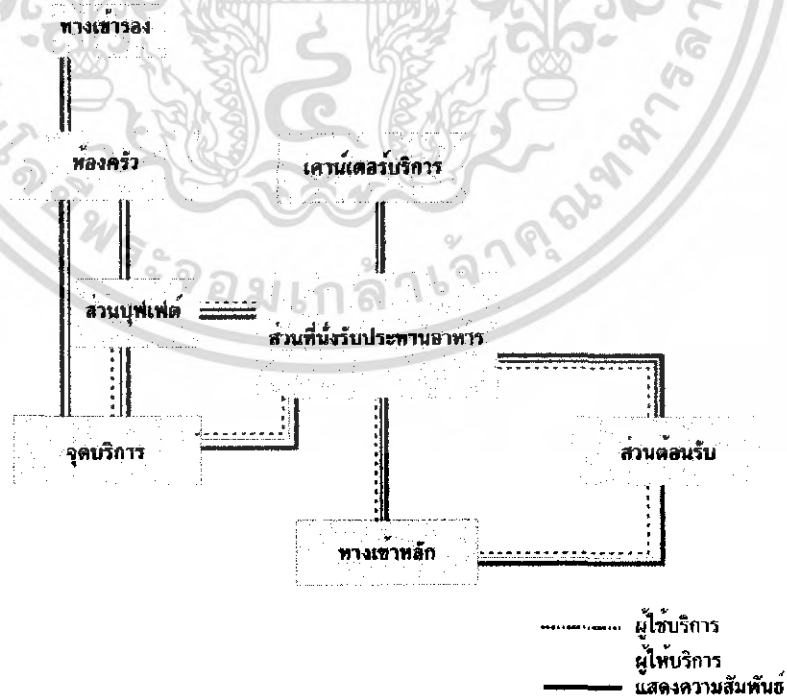 ทางเข้ารอง
ห้องครัว
เคาน์เตอร์บริการ
ส่วนบุฟเฟต์
ส่วนที่นั่งรับประทานอาหาร
จุดบริการ
ส่วนต้อนรับ
ทางเข้าหลัก
ผู้ใช้บริการ
ผู้ให้บริการ
แสดงความสัมพันธ์